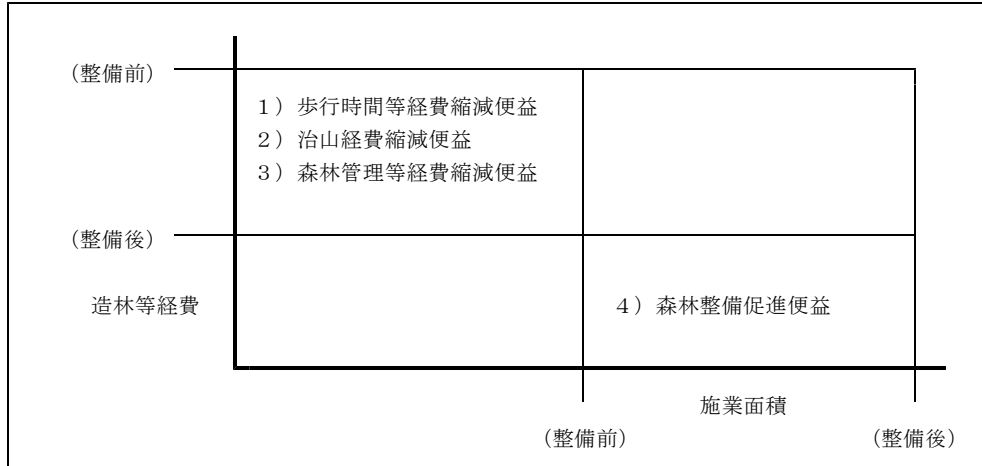 （整備前）
１）歩行時間等経費縮減便益
２）治山経費縮減便益
３）森林管理等経費縮減便益
（整備後）
造林等経費
４）森林整備促進便益
施業面積
（整備前）
（整備後）